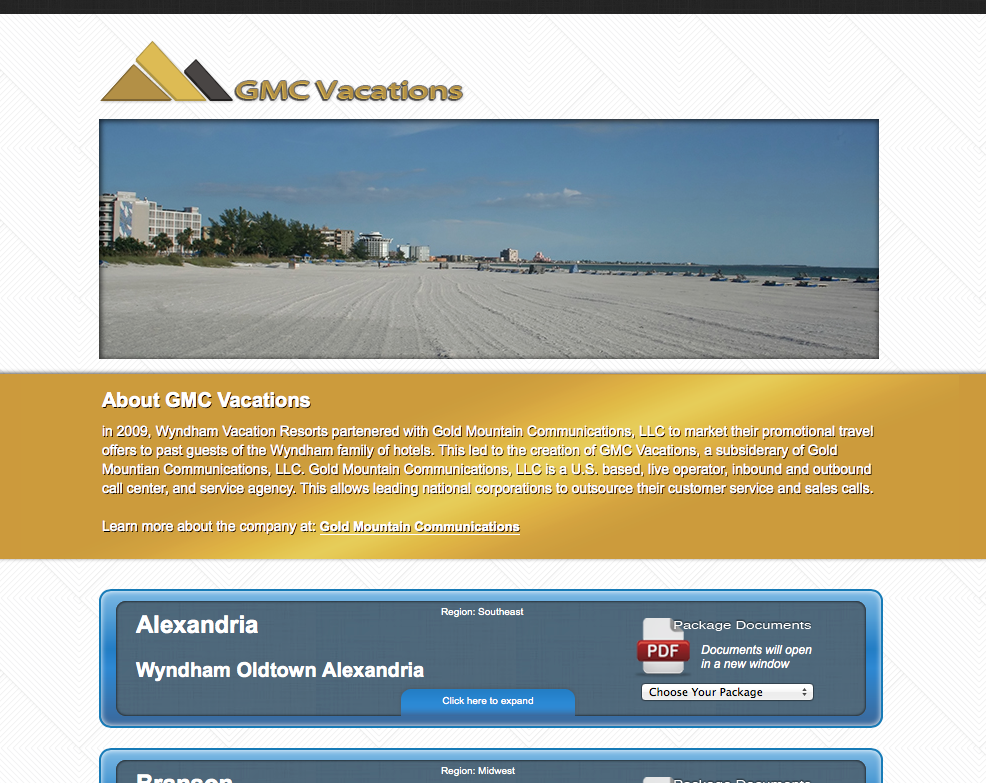 GMC Vacations
About GMC Vacations
in 2009, Wyndham Vacation Resorts partenered with Gold Mountain Communications, LLC to market their promotional travel
offers to past guests of the Wyndham family of hotels. This led to the creation of GMC Vacations, a subsiderary of Gold
Mountian Communications, LLC. Gold Mountain Communications, LLC is a U.S. based, live operator, inbound and outbound
call center, and service agency. This allows leading national corporations to outsource their customer service and sales calls.
Learn more about the company at: Gold Mountain Communications
Region: Southeast
Alexandria
Wyndham Oldtown Alexandria
Click here to expand
Package Documents
PDF
Documents will open
in a new window
Choose Your Package
Region: Midwest
Branson
Package Documents